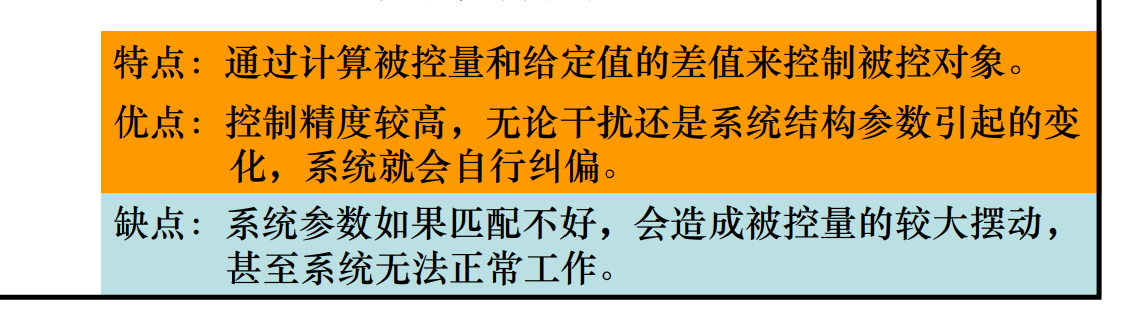 特点：通过计算被控量和给定值的差值来控制被控对象。
优点：控制精度较高，无论干扰还是系统结构参数引起的变
化，系统就会自行纠偏。
缺点：系统参数如果匹配不好，会造成被控量的较大摆动，
甚至系统无法正常工作。